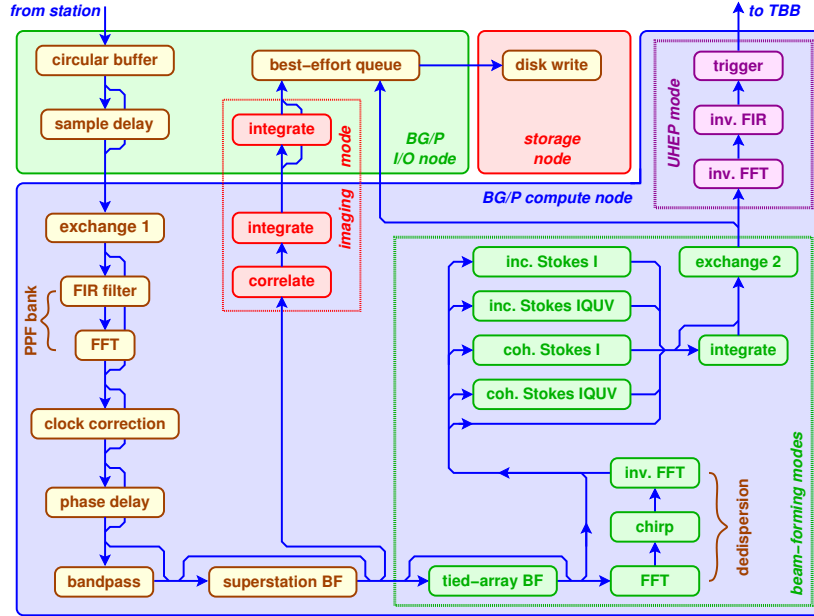 from station
to TBB
circular buffer
best-effort queue
disk write
trigger
sample delay
integrate
BG/P
I/O node
storage
node
inv. FIR
inv. FFT
UHEP mode
imaging mode
BG/P compute node
exchange 1
integrate
correlate
FIR filter
FFT
PPF bank
inc. Stokes I
exchange 2
inc. Stokes IQUV
coh. Stokes I
integrate
coh. Stokes IQUV
clock correction
phase delay
inv. FFT
chirp
dedispersion
beam-forming modes
bandpass
superstation BF
tied-array BF
FFT